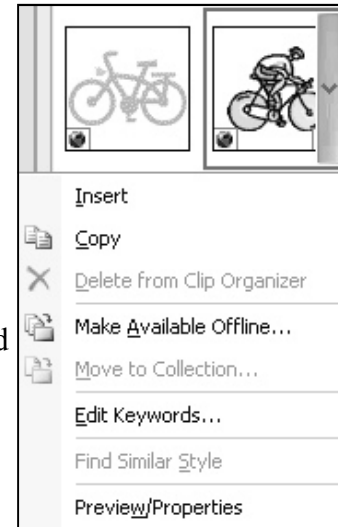 Insert
Copy
Delete from Clip Organizer
Make Available Offline...
d
Move to Collection...
Edit Keywords...
Find Similar Style
Preview/Properties